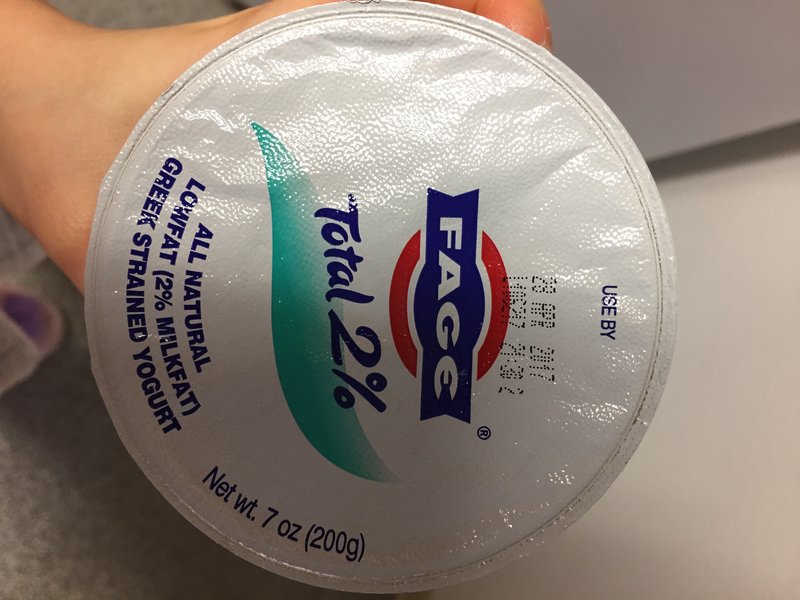 USE BY
28 APR 2017
FAGE®
Total 2%
ALL NATURAL
LOWFAT (2% MILKFAT)
GREEK STRAINED YOGURT
Net wt. 7 oz (200g)